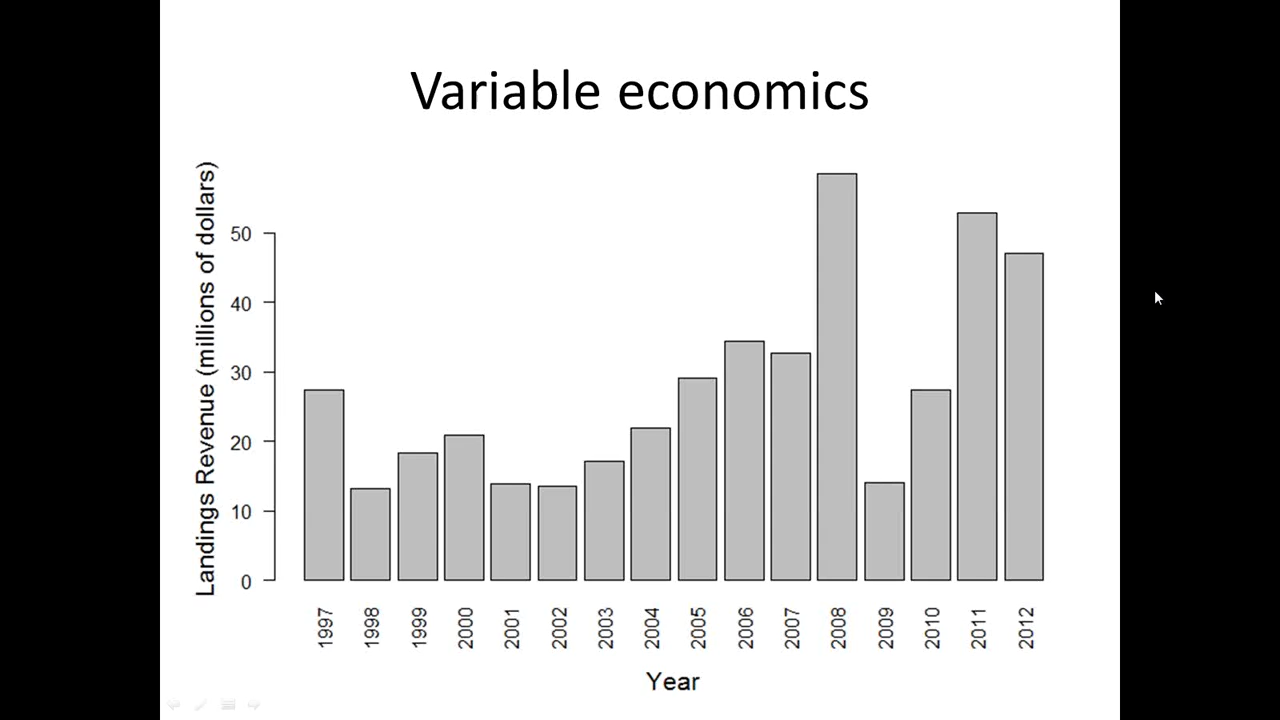 Variable economics
Landings Revenue (millions of dollars)
50
40
30
20
10
0
1997 1998 1999 2000 2001 2002 2003 2004 2005 2006 2007 2008 2009 2010 2011 2012
Year